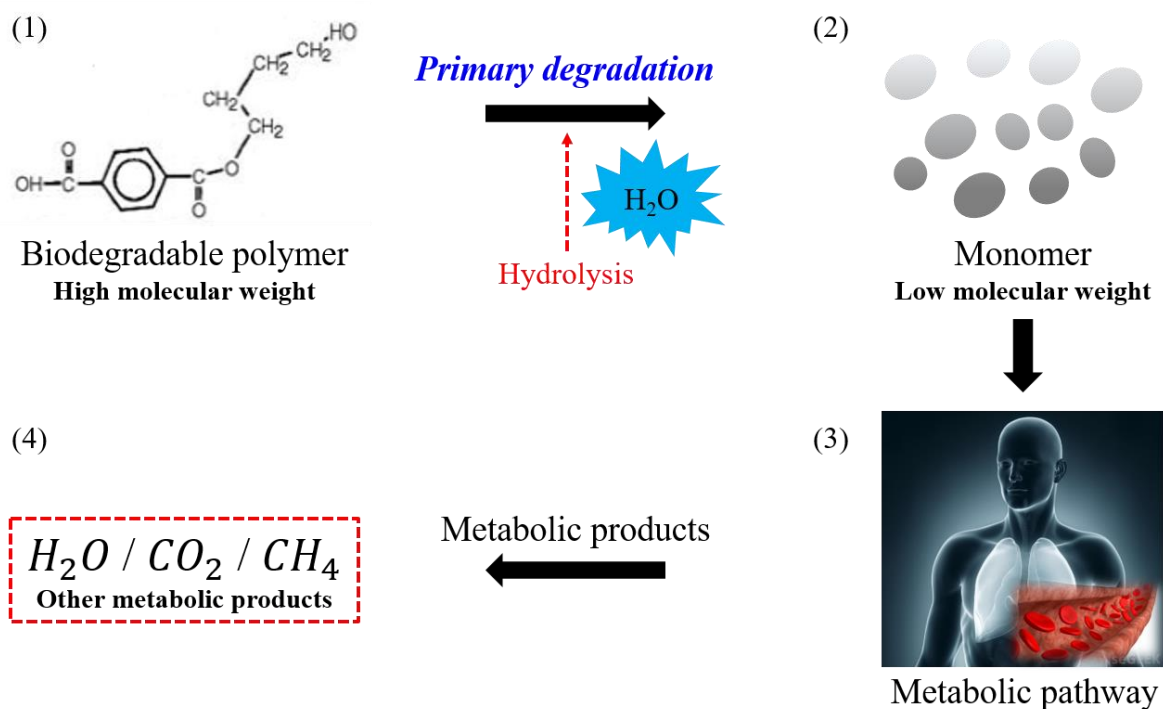 (1)
HO
CH₂
CH₂
CH₂
CH₂
O
OH
C
C
O
O
Biodegradable polymer
High molecular weight
Primary degradation
H₂O
Hydrolysis
(2)
Monomer
Low molecular weight
(3)
Metabolic pathway
Metabolic products
(4)
H₂O / CO₂ / CH₄
Other metabolic products